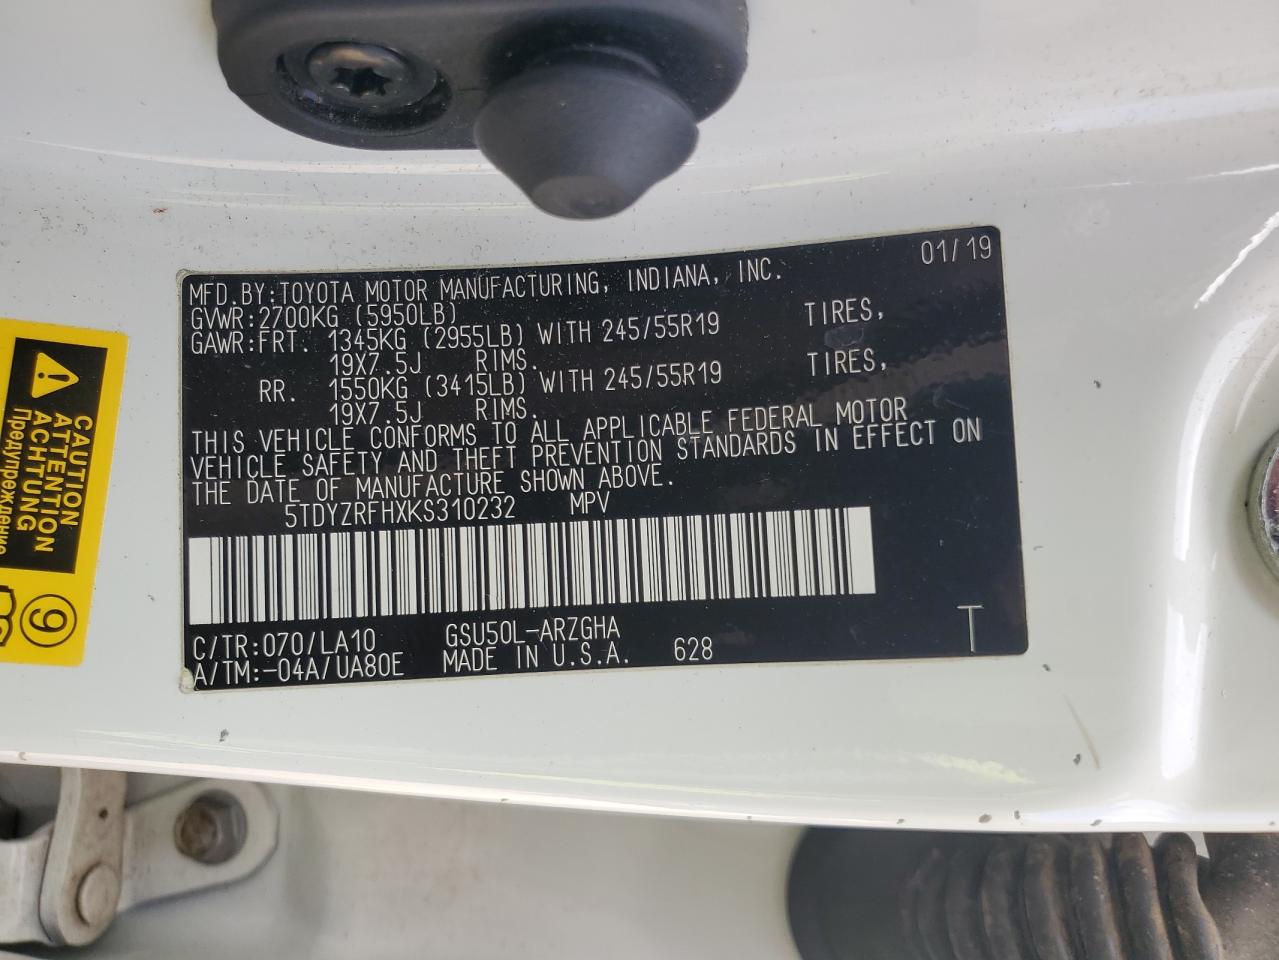 01/19
MFD.BY:TOYOTA MOTOR MANUFACTURING, INDIANA, INC.
GVWR:2700KG (5950LB)
GAWR:FRT. 1345KG (2955LB) WITH 245/55R19 TIRES,
19X7.5J RIMS.
RR. 1550KG (3415LB) WITH 245/55R19 TIRES,
19X7.5J RIMS.
THIS VEHICLE CONFORMS TO ALL APPLICABLE FEDERAL MOTOR
VEHICLE SAFETY AND THEFT PREVENTION STANDARDS IN EFFECT ON
THE DATE OF MANUFACTURE SHOWN ABOVE.
5TDYZRFHXKS310232 MPV
C/TR:070/LA10 GSU50L-ARZGHA
A/TM:-04A/UA80E MADE IN U.S.A. 628 T
CAUTION
ATTENTION
ACHTUNG
Предупреждение
9